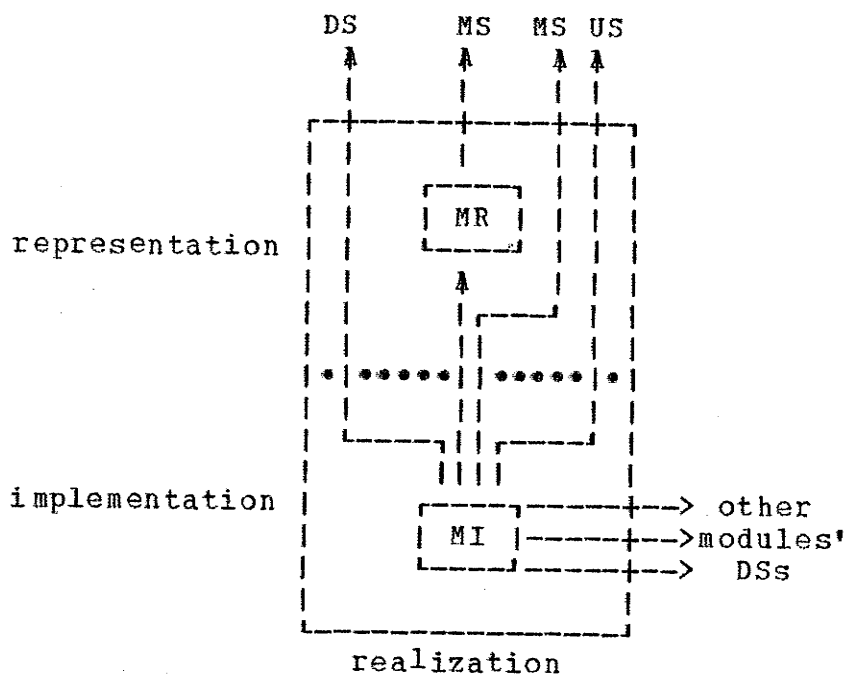 DS MS MS US
MR
representation
implementation
MI
other
modules'
DSs
realization